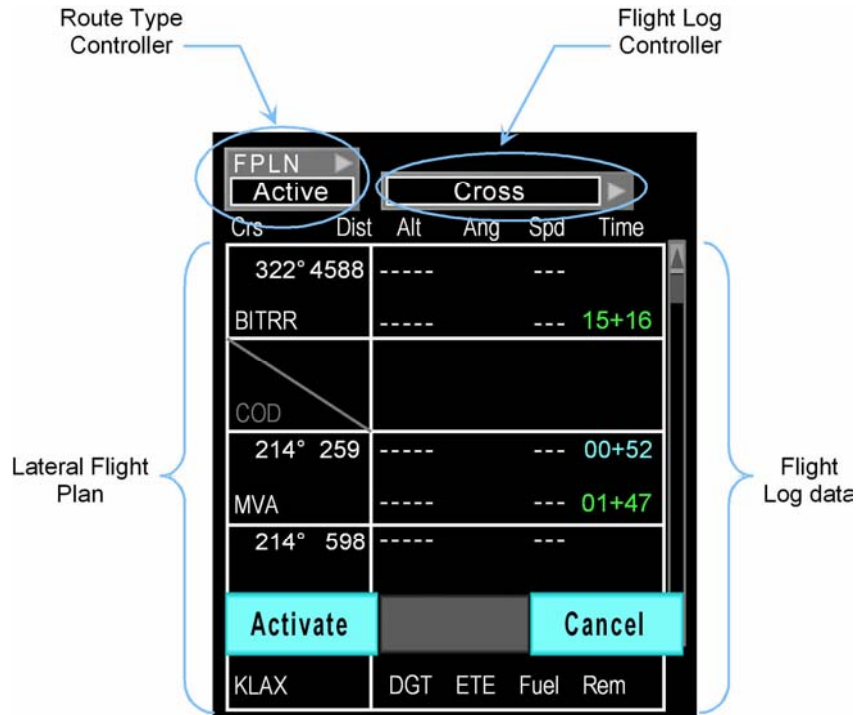 Route Type
Controller
Flight Log
Controller
FPLN
Active
Cross
Crs Dist Alt Ang Spd Time
322° 4588 ----- ---
BITRR ----- --- 15+16
COD
214° 259 ----- --- 00+52
MVA ----- --- 01+47
214° 598 ----- ---
Lateral Flight
Plan
Flight
Log data
Activate Cancel
KLAX DGT ETE Fuel Rem